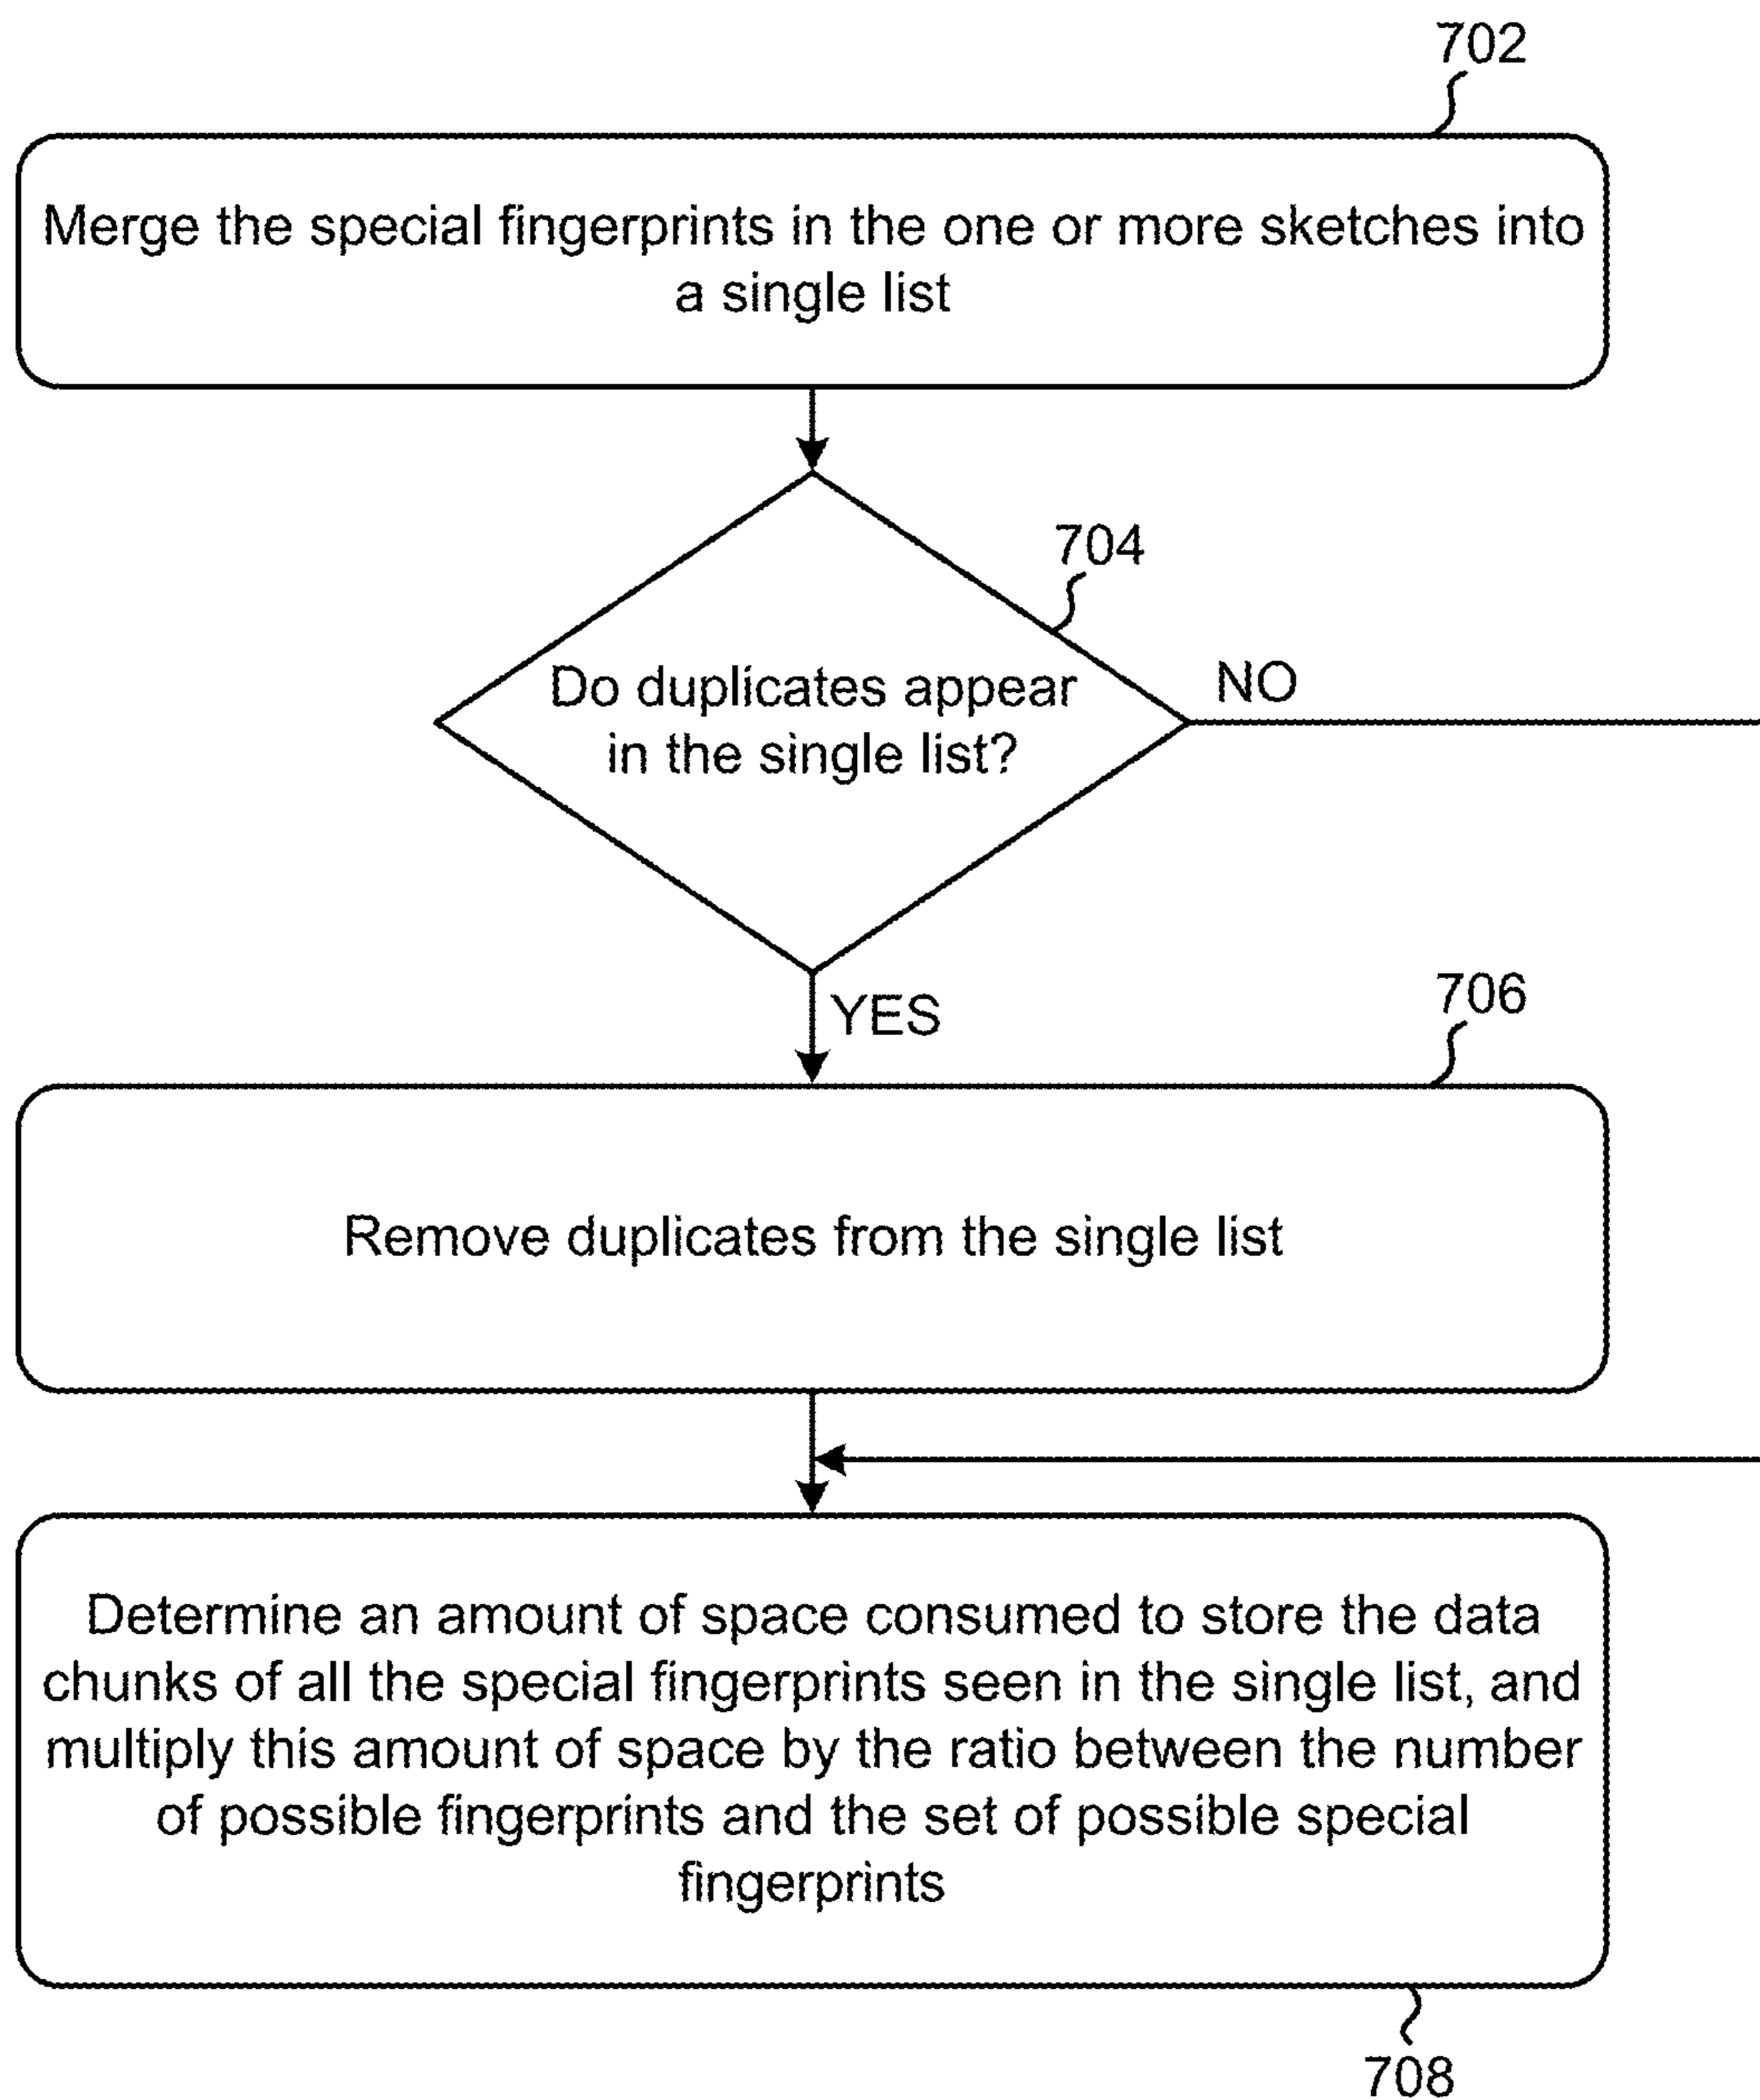 702
Merge the special fingerprints in the one or more sketches into
a single list
704
Do duplicates appear
in the single list?
NO
YES
706
Remove duplicates from the single list
Determine an amount of space consumed to store the data
chunks of all the special fingerprints seen in the single list, and
multiply this amount of space by the ratio between the number
of possible fingerprints and the set of possible special
fingerprints
708